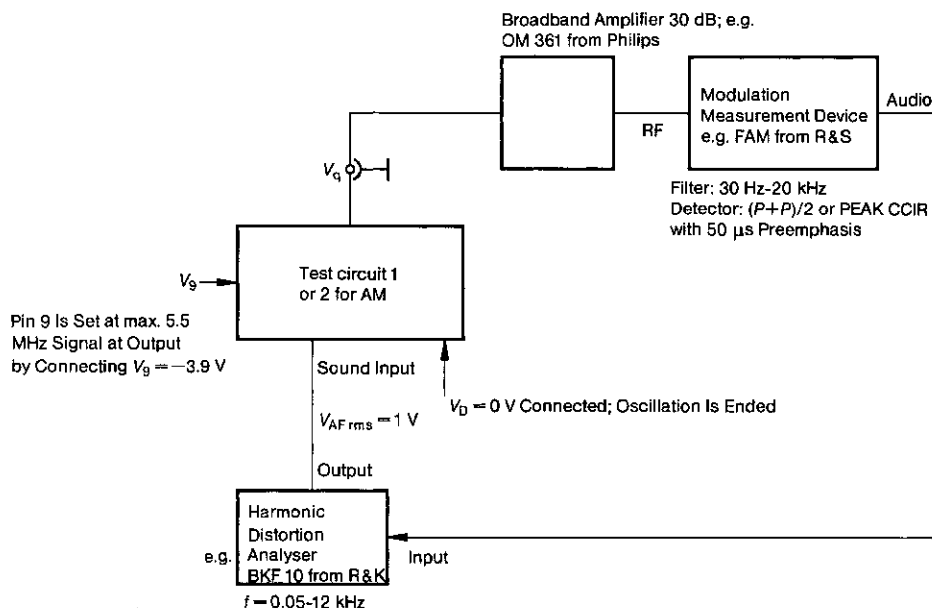 Broadband Amplifier 30 dB; e.g.
OM 361 from Philips
Modulation
Measurement Device
e.g. FAM from R&S
Audio
RF
Filter: 30 Hz-20 kHz
Detector: (P+P)/2 or PEAK CCIR
with 50 μs Preemphasis
Vq
Test circuit 1
or 2 for AM
V9
Pin 9 Is Set at max. 5.5
MHz Signal at Output
by Connecting V9 = −3.9 V
Sound Input
VD = 0 V Connected; Oscillation Is Ended
VAF rms = 1 V
Output
Harmonic
Distortion
Analyser
BKF 10 from R&K
e.g.
Input
f = 0.05-12 kHz